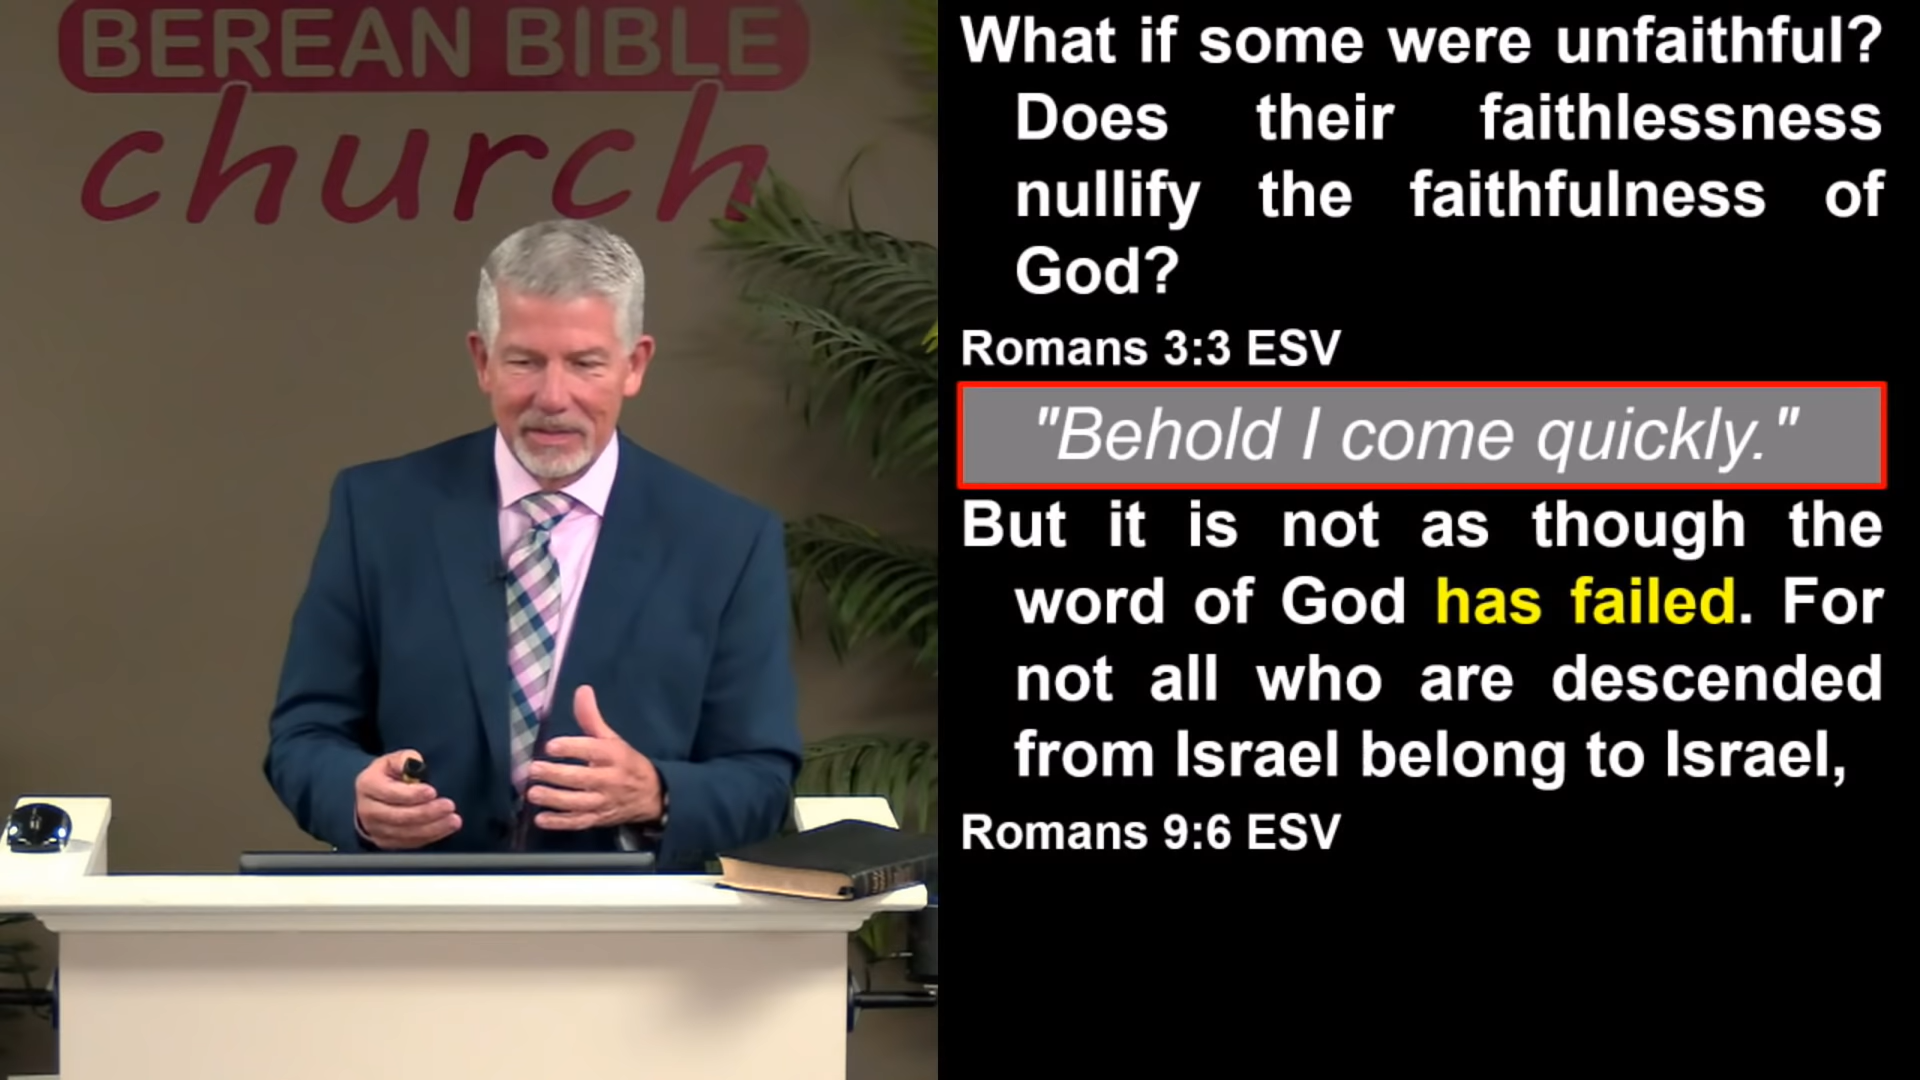 BEREAN BIBLE
church
What if some were unfaithful?
Does their faithlessness
nullify the faithfulness of
God?
Romans 3:3 ESV
"Behold I come quickly."
But it is not as though the
word of God has failed. For
not all who are descended
from Israel belong to Israel,
Romans 9:6 ESV